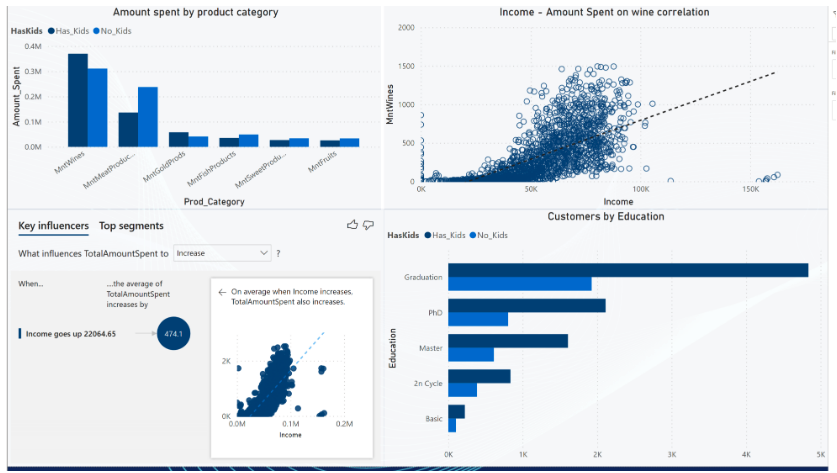 Amount spent by product category
HasKids Has_Kids No_Kids
Amount_Spent
0.4M
0.3M
0.2M
0.1M
0.0M
MntWines
MntMeatProduc...
MntGoldProds
MntFishProducts
MntSweetProdu...
MntFruits
Prod_Category
Income - Amount Spent on wine correlation
MntWines
2000
1500
1000
500
0
0K 50K 100K 150K
Income
Key influencers Top segments
What influences TotalAmountSpent to Increase ?
When...
...the average of
TotalAmountSpent
increases by
Income goes up 22064.65
474.1
On average when Income increases,
TotalAmountSpent also increases.
2K
0K
0.0M 0.1M 0.2M
Income
Customers by Education
HasKids Has_Kids No_Kids
Education
Graduation
PhD
Master
2n Cycle
Basic
0K 1K 2K 3K 4K 5K